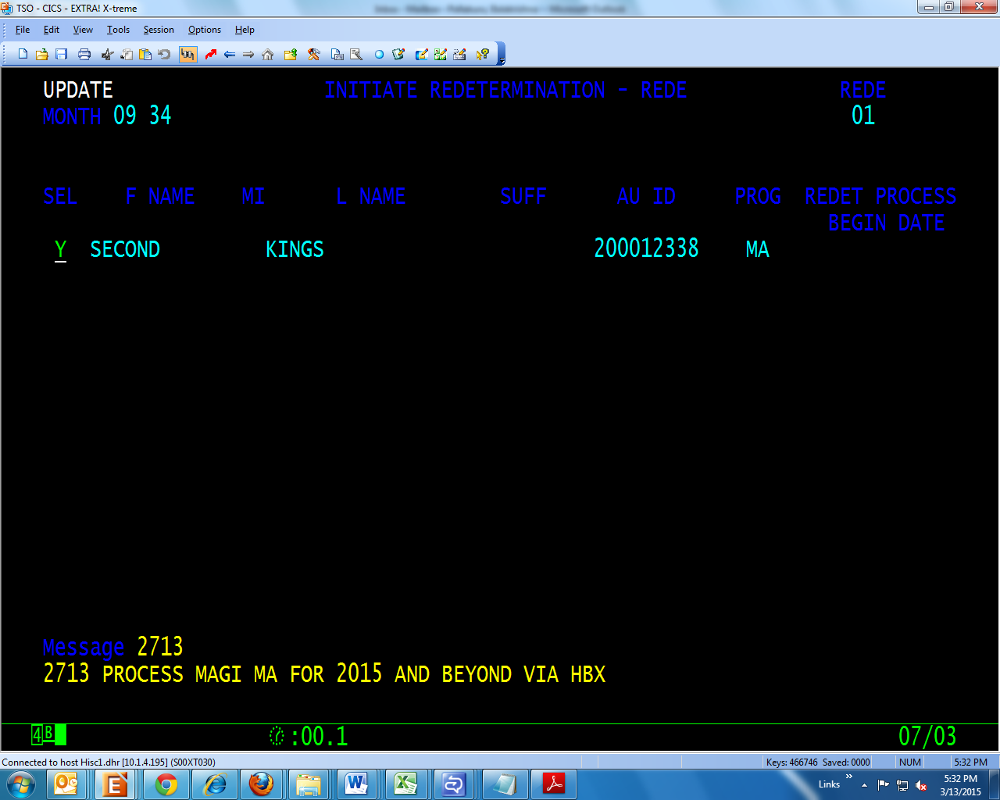 TSO - CICS - EXTRA! X-treme
File Edit View Tools Session Options Help
UPDATE INITIATE REDETERMINATION - REDE REDE
MONTH 09 34 01
SEL F NAME MI L NAME SUFF AU ID PROG REDET PROCESS
BEGIN DATE
Y SECOND KINGS 200012338 MA
Message 2713
2713 PROCESS MAGI MA FOR 2015 AND BEYOND VIA HBX
4B :00.1 07/03
Connected to host Hisc1.dhr [10.1.4.195] (S00XT030) Keys: 466746 Saved: 0000 NUM 5:32 PM
Links 5:32 PM
3/13/2015